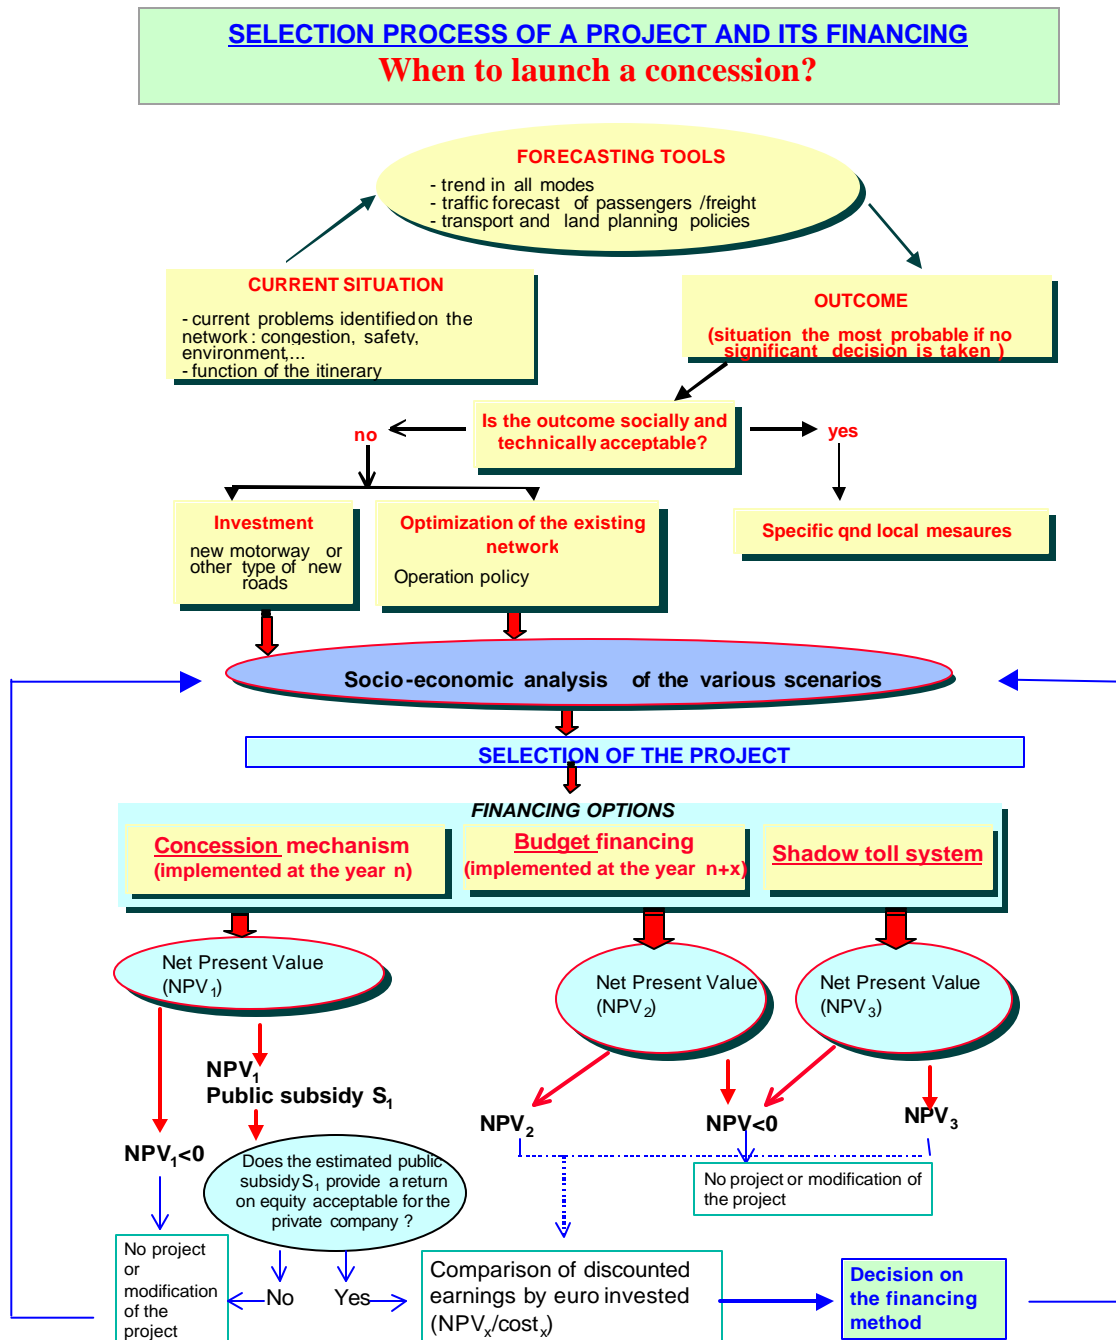 SELECTION PROCESS OF A PROJECT AND ITS FINANCING
When to launch a concession?
FORECASTING TOOLS
- trend in all modes
- traffic forecast of passengers /freight
- transport and land planning policies
CURRENT SITUATION
- current problems identified on the
network : congestion, safety,
environment,...
- function of the itinerary
OUTCOME
(situation the most probable if no
significant decision is taken )
Is the outcome socially and
technically acceptable?
no
yes
Investment
new motorway or
other type of new
roads
Optimization of the existing
network
Operation policy
Specific qnd local mesaures
Socio-economic analysis of the various scenarios
SELECTION OF THE PROJECT
FINANCING OPTIONS
Concession mechanism
(implemented at the year n)
Budget financing
(implemented at the year n+x)
Shadow toll system
Net Present Value
(NPV₁)
Net Present Value
(NPV₂)
Net Present Value
(NPV₃)
NPV₁
Public subsidy S₁
NPV₁<0
NPV₂
NPV<0
NPV₃
Does the estimated public
subsidy S₁ provide a return
on equity acceptable for the
private company ?
No project or modification of
the project
No project
or
modification
of the
project
No
Yes
Comparison of discounted
earnings by euro invested
(NPVₓ/costₓ)
Decision on
the financing
method